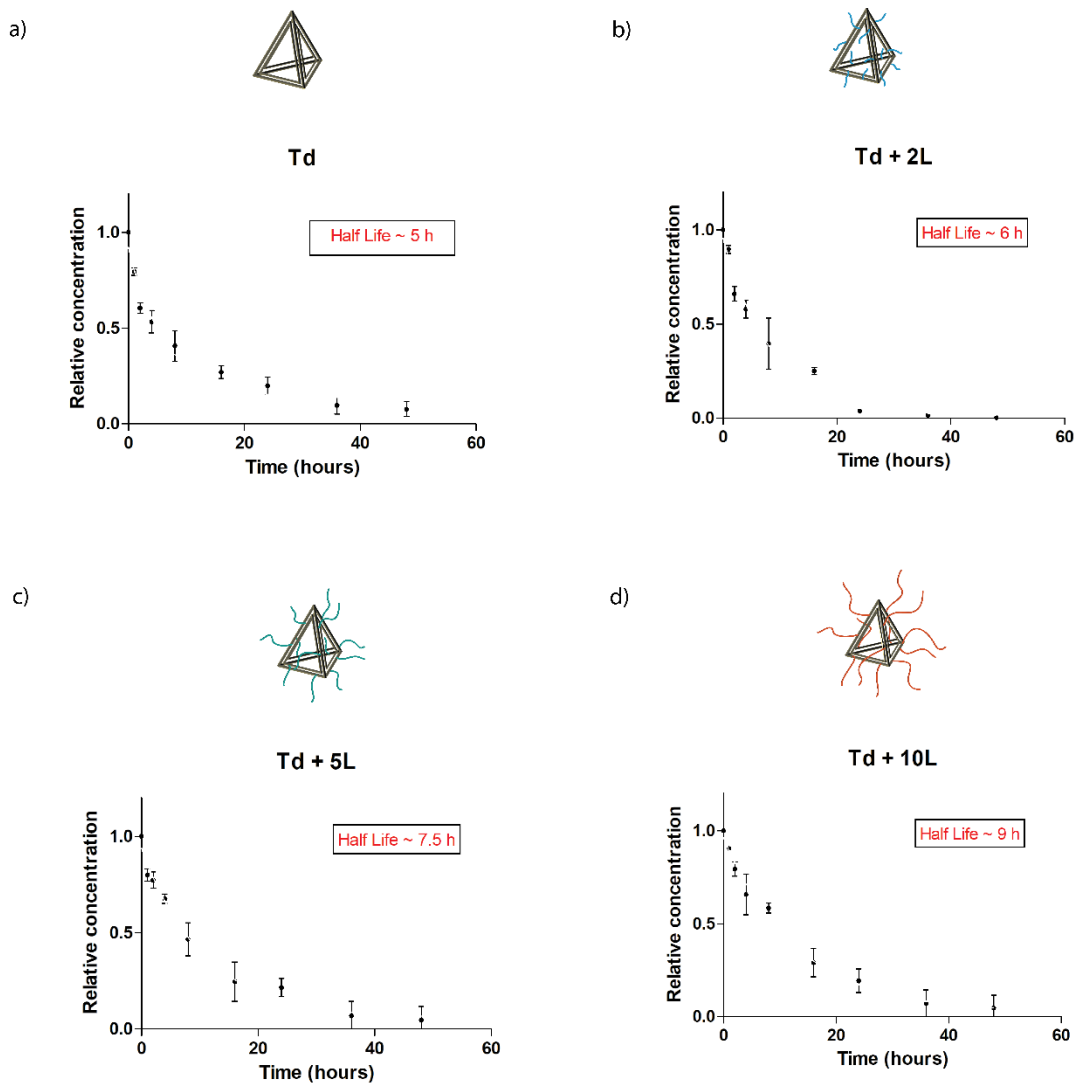 a)
Td
Half Life ~ 5 h
Relative concentration
1.0
0.5
0.0
0
20
40
60
Time (hours)
b)
Td + 2L
Half Life ~ 6 h
Relative concentration
1.0
0.5
0.0
0
20
40
60
Time (hours)
c)
Td + 5L
Half Life ~ 7.5 h
Relative concentration
1.0
0.5
0.0
0
20
40
60
Time (hours)
d)
Td + 10L
Half Life ~ 9 h
Relative concentration
1.0
0.5
0.0
0
20
40
60
Time (hours)